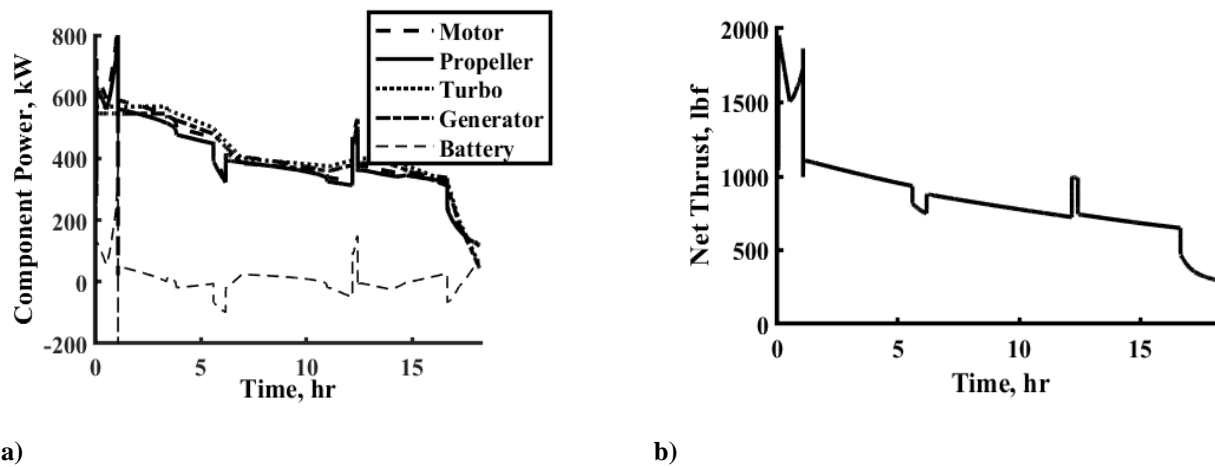 800
600
400
200
0
-200
Component Power, kW
0
5
10
15
Time, hr
Motor
Propeller
Turbo
Generator
Battery
a)
2000
1500
1000
500
0
Net Thrust, lbf
0
5
10
15
Time, hr
b)